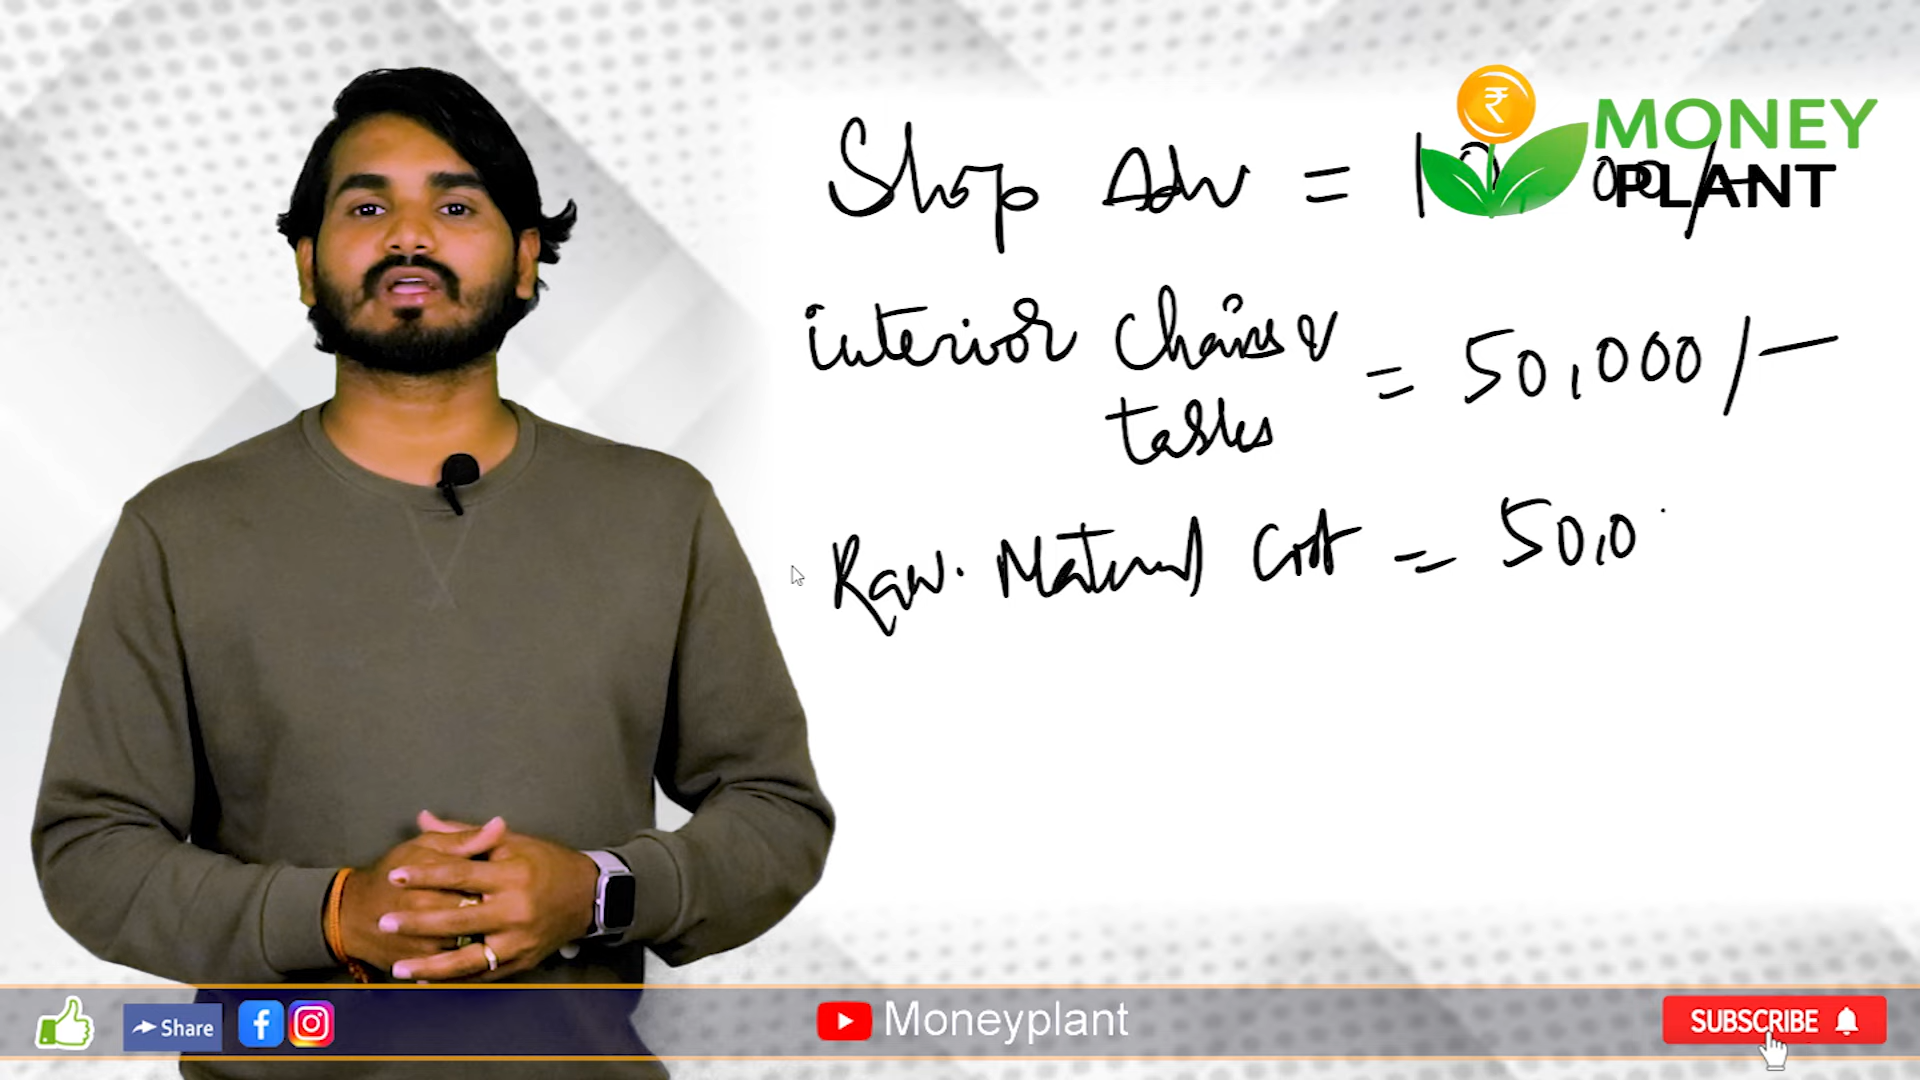 MONEY
PLANT
Shop Adv =
interior chairs &
tables
= 50,000/-
Raw. Material Cost = 50,0
Share
Moneyplant
SUBSCRIBE